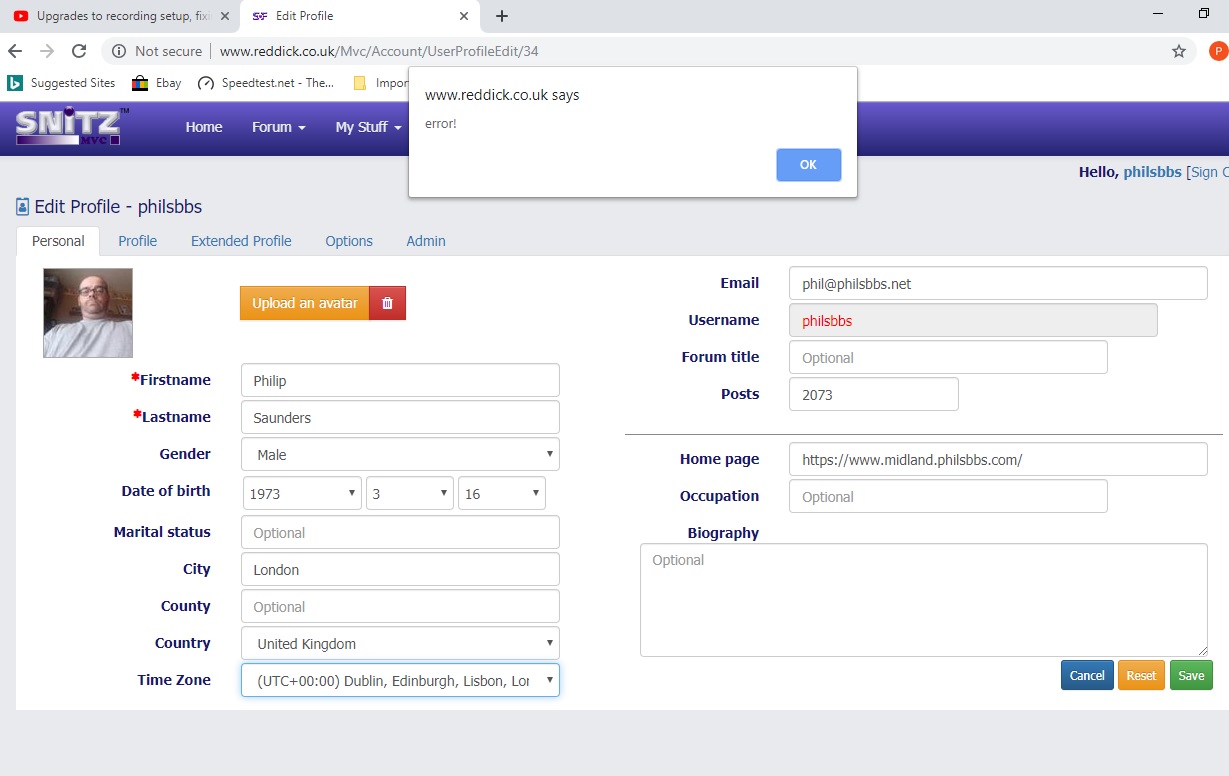 Upgrades to recording setup, fixi
Edit Profile
Not secure www.reddick.co.uk/Mvc/Account/UserProfileEdit/34
P
Suggested Sites Ebay Speedtest.net - The... Impor
www.reddick.co.uk says
error!
OK
SNITZ™
MVC
Home Forum My Stuff
Hello, philsbbs [Sign O
Edit Profile - philsbbs
Personal Profile Extended Profile Options Admin
Upload an avatar
*Firstname Philip
*Lastname Saunders
Gender Male
Date of birth 1973 3 16
Marital status Optional
City London
County Optional
Country United Kingdom
Time Zone (UTC+00:00) Dublin, Edinburgh, Lisbon, Lor
Email phil@philsbbs.net
Username philsbbs
Forum title Optional
Posts 2073
Home page https://www.midland.philsbbs.com/
Occupation Optional
Biography
Optional
Cancel Reset Save